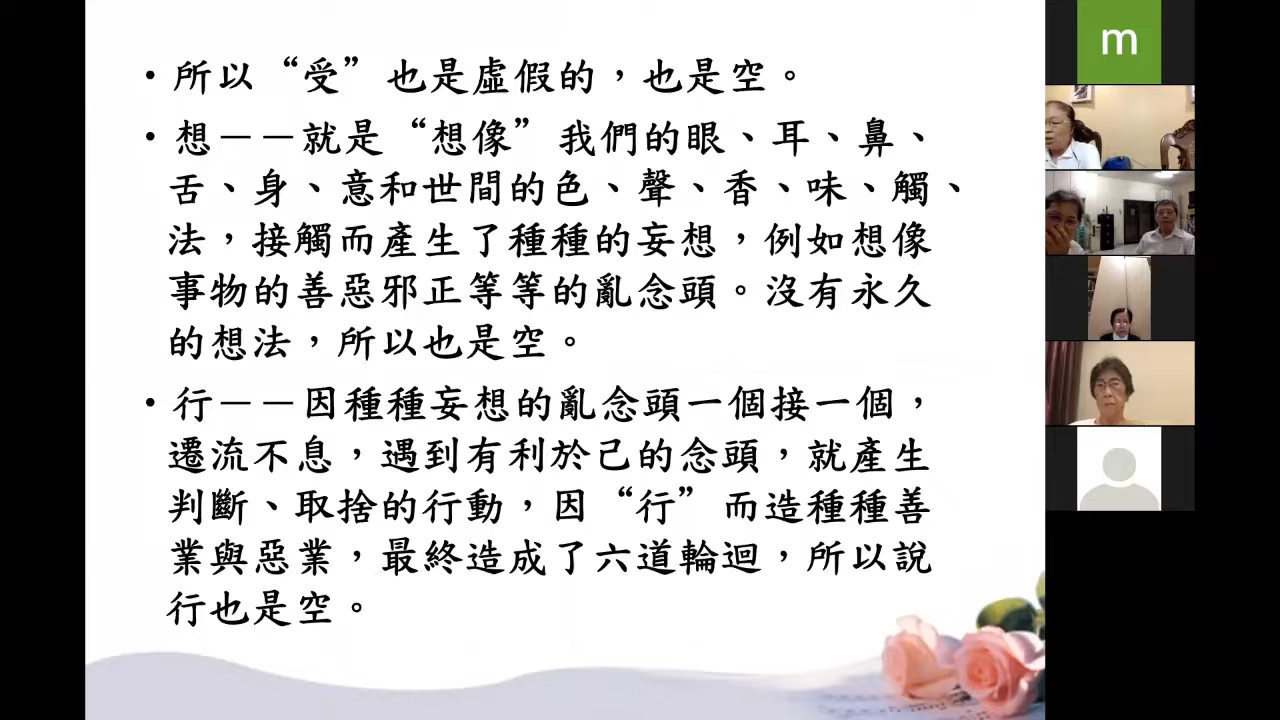 •所以“受”也是虛假的，也是空。
•想－－就是“想像”我們的眼、耳、鼻、
舌、身、意和世間的色、聲、香、味、觸、
法，接觸而產生了種種的妄想，例如想像
事物的善惡邪正等等的亂念頭。沒有永久
的想法，所以也是空。
•行－－因種種妄想的亂念頭一個接一個，
遷流不息，遇到有利於己的念頭，就產生
判斷、取捨的行動，因“行”而造種種善
業與惡業，最終造成了六道輪迴，所以說
行也是空。
m